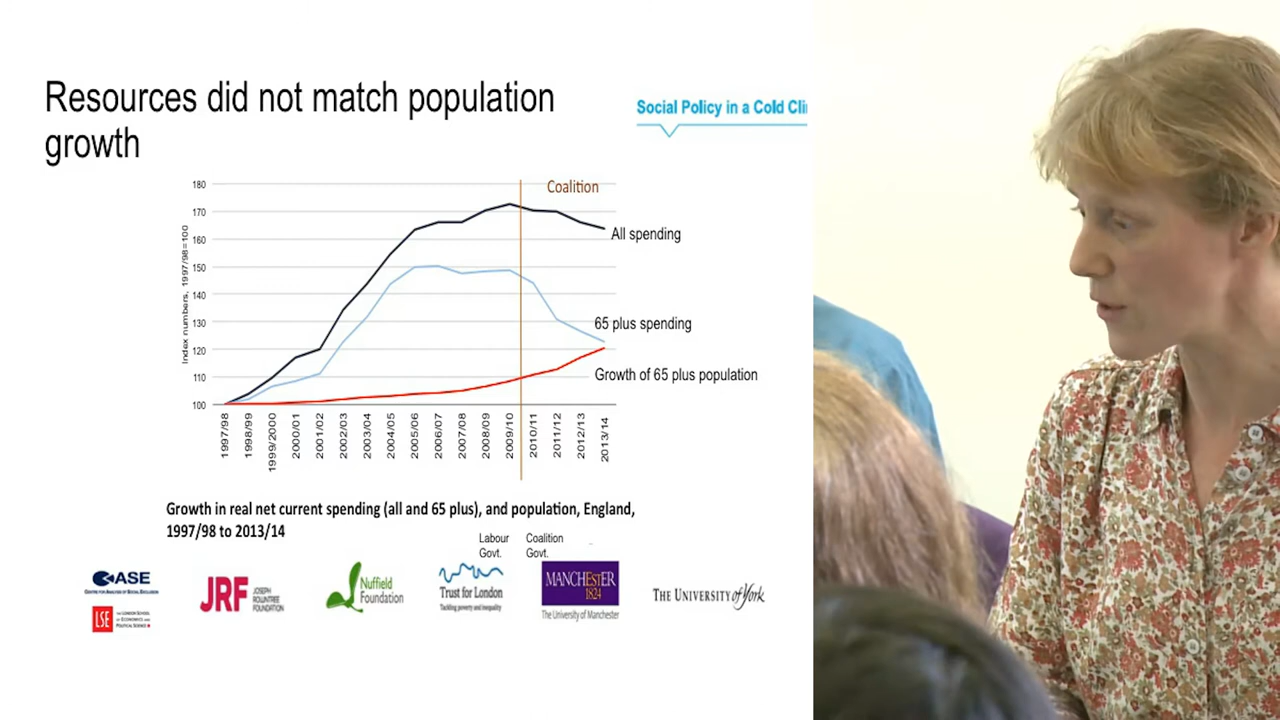 Resources did not match population
growth
Social Policy in a Cold Cli
Coalition
180
170
160
150
140
130
120
110
100
Index numbers, 1997/98=100
All spending
65 plus spending
Growth of 65 plus population
1997/98
1998/99
1999/2000
2000/01
2001/02
2002/03
2003/04
2004/05
2005/06
2006/07
2007/08
2008/09
2009/10
2010/11
2011/12
2012/13
2013/14
Growth in real net current spending (all and 65 plus), and population, England,
1997/98 to 2013/14
Labour
Govt.
Coalition
Govt.
CASE
CENTRE FOR ANALYSIS OF SOCIAL EXCLUSION
LSE
THE LONDON SCHOOL
OF ECONOMICS AND
POLITICAL SCIENCE
JRF
JOSEPH
ROWNTREE
FOUNDATION
Nuffield
Foundation
Trust for London
Tackling poverty and inequality
MANCHESTER
1824
The University of Manchester
THE UNIVERSITY of York